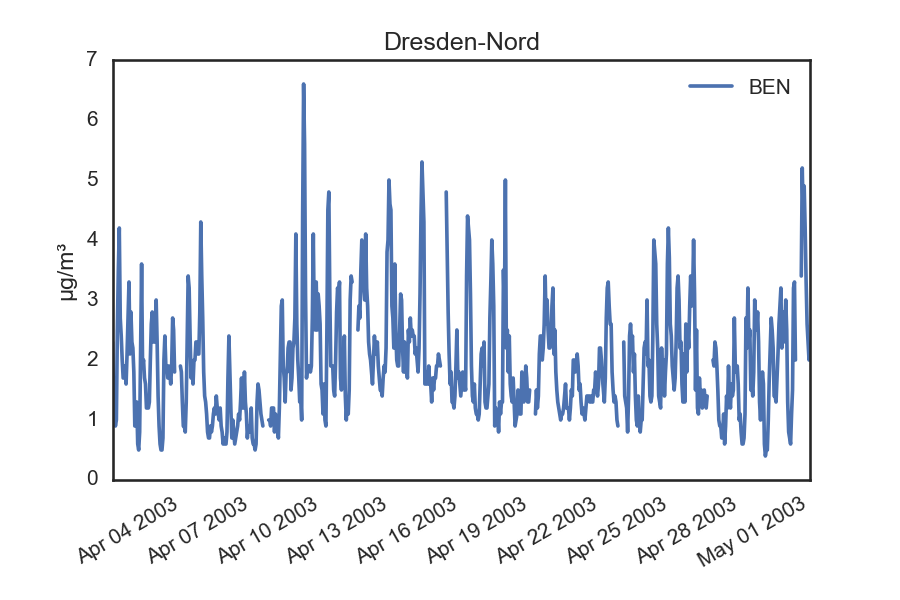 Dresden-Nord
BEN
µg/m³
7
6
5
4
3
2
1
0
Apr 04 2003
Apr 07 2003
Apr 10 2003
Apr 13 2003
Apr 16 2003
Apr 19 2003
Apr 22 2003
Apr 25 2003
Apr 28 2003
May 01 2003